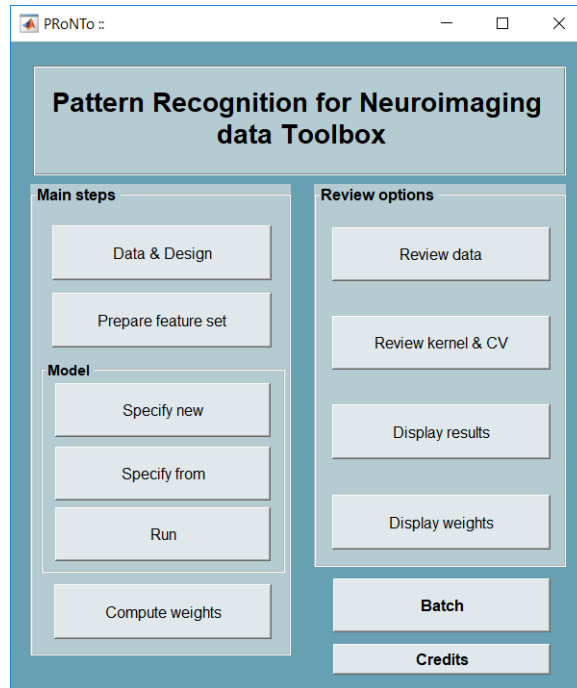 PRoNTo ::
Pattern Recognition for Neuroimaging
data Toolbox
Main steps
Data & Design
Prepare feature set
Model
Specify new
Specify from
Run
Compute weights
Review options
Review data
Review kernel & CV
Display results
Display weights
Batch
Credits